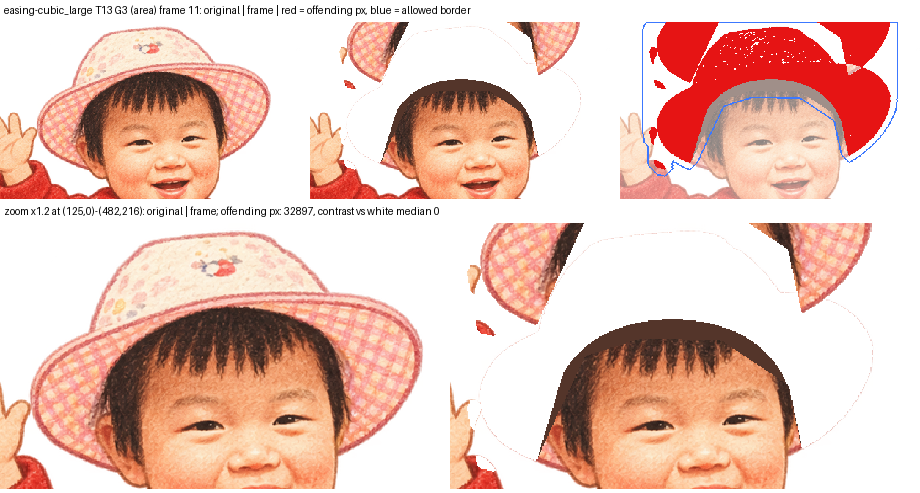 easing-cubic_large T13 G3 (area) frame 11: original | frame | red = offending px, blue = allowed border
zoom x1.2 at (125,0)-(482,216): original | frame; offending px: 32897, contrast vs white median 0